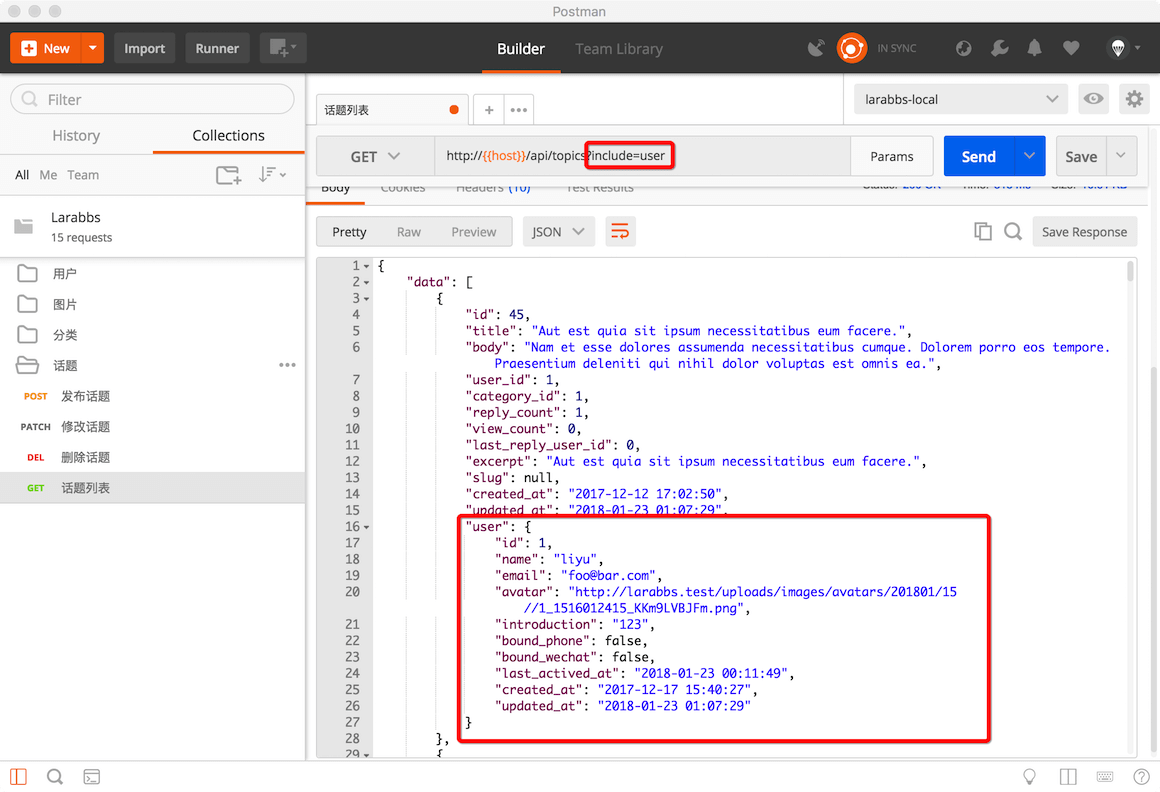 Postman
New
Import
Runner
Builder
Team Library
IN SYNC
Filter
History
Collections
All Me Team
Larabbs
15 requests
用户
图片
分类
话题
POST 发布话题
PATCH 修改话题
DEL 删除话题
GET 话题列表
话题列表
larabbs-local
GET
http://{{host}}/api/topics?include=user
Params
Send
Save
Body Cookies Headers (10) Test Results
Pretty Raw Preview
JSON
Save Response
1 {
2 "data": [
3 {
4 "id": 45,
5 "title": "Aut est quia sit ipsum necessitatibus eum facere.",
6 "body": "Nam et esse dolores assumenda necessitatibus cumque. Dolorem porro eos tempore.
Praesentium deleniti qui nihil dolor voluptas est omnis ea.",
7 "user_id": 1,
8 "category_id": 1,
9 "reply_count": 1,
10 "view_count": 0,
11 "last_reply_user_id": 0,
12 "excerpt": "Aut est quia sit ipsum necessitatibus eum facere.",
13 "slug": null,
14 "created_at": "2017-12-12 17:02:50",
15 "updated_at": "2018-01-23 01:07:29",
16 "user": {
17 "id": 1,
18 "name": "liyu",
19 "email": "foo@bar.com",
20 "avatar": "http://larabbs.test/uploads/images/avatars/201801/15
//1_1516012415_KKm9LVBJFm.png",
21 "introduction": "123",
22 "bound_phone": false,
23 "bound_wechat": false,
24 "last_actived_at": "2018-01-23 00:11:49",
25 "created_at": "2017-12-17 15:40:27",
26 "updated_at": "2018-01-23 01:07:29"
27 }
28 },
29 {